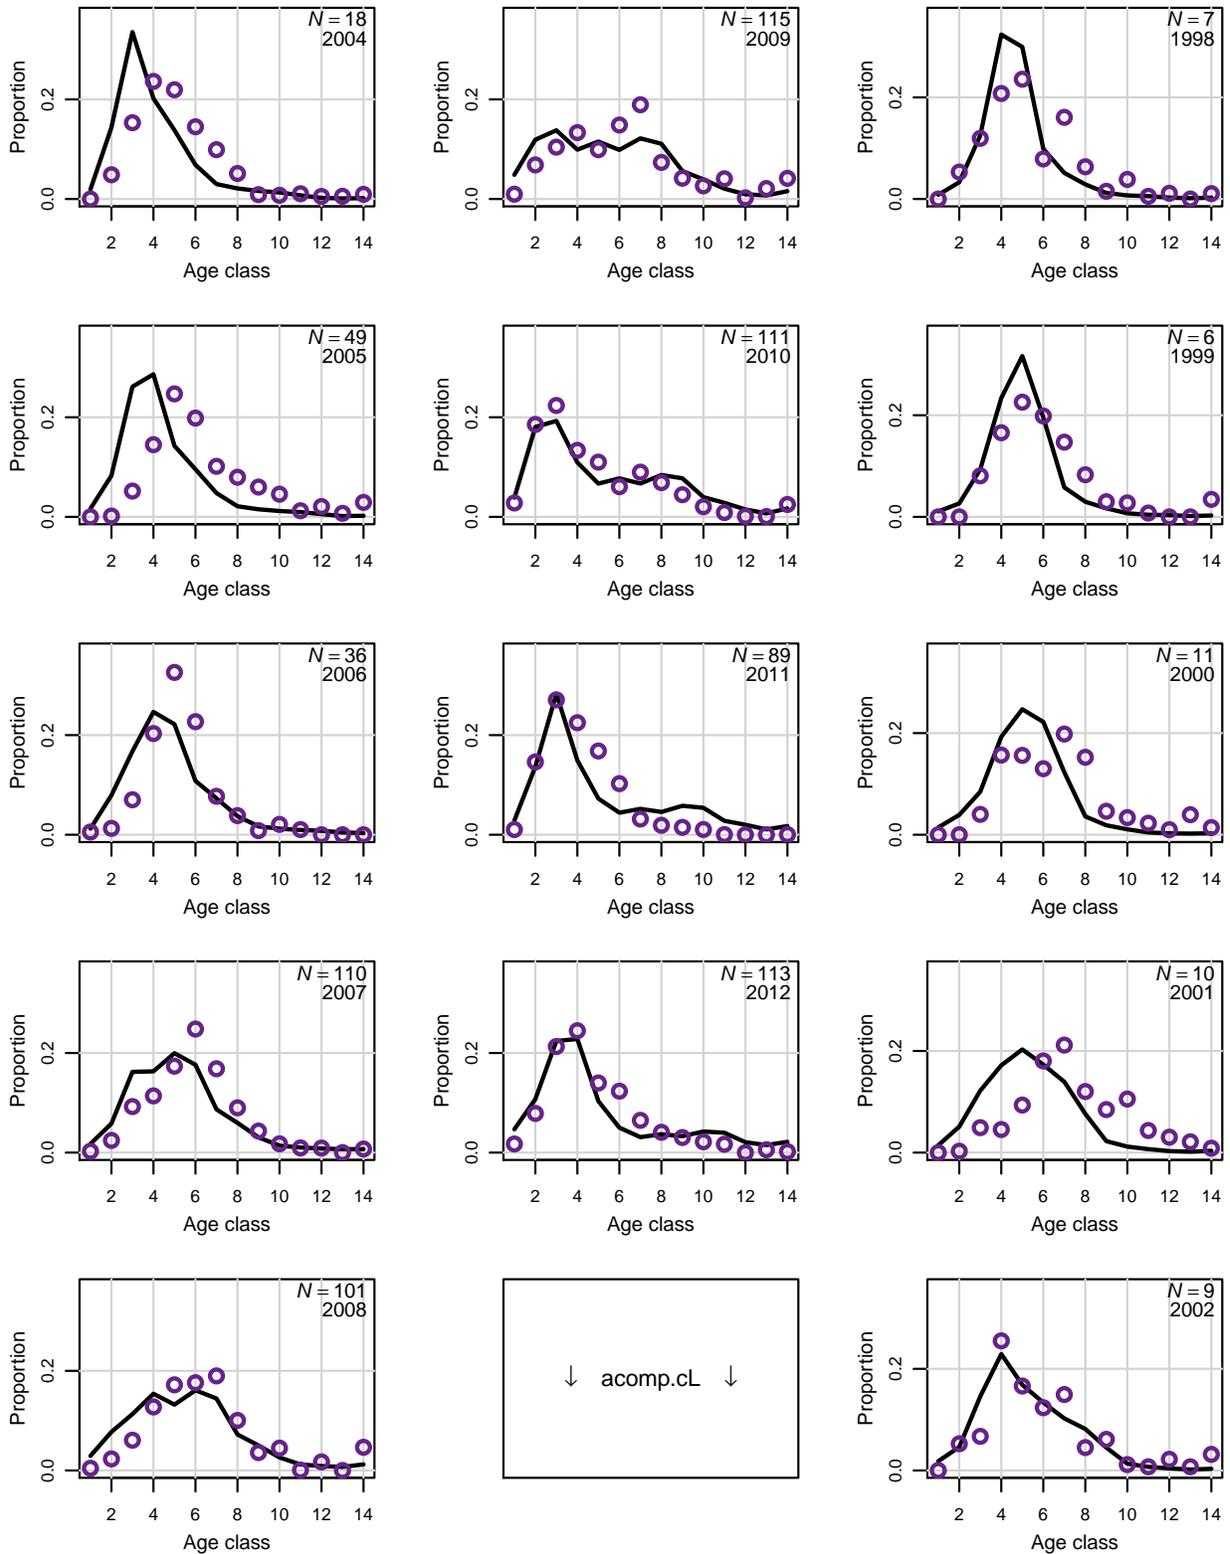 N = 18
2004
Proportion
0.0 0.2
2 4 6 8 10 12 14
Age class
N = 115
2009
Proportion
0.0 0.2
2 4 6 8 10 12 14
Age class
N = 7
1998
Proportion
0.0 0.2
2 4 6 8 10 12 14
Age class
N = 49
2005
Proportion
0.0 0.2
2 4 6 8 10 12 14
Age class
N = 111
2010
Proportion
0.0 0.2
2 4 6 8 10 12 14
Age class
N = 6
1999
Proportion
0.0 0.2
2 4 6 8 10 12 14
Age class
N = 36
2006
Proportion
0.0 0.2
2 4 6 8 10 12 14
Age class
N = 89
2011
Proportion
0.0 0.2
2 4 6 8 10 12 14
Age class
N = 11
2000
Proportion
0.0 0.2
2 4 6 8 10 12 14
Age class
N = 110
2007
Proportion
0.0 0.2
2 4 6 8 10 12 14
Age class
N = 113
2012
Proportion
0.0 0.2
2 4 6 8 10 12 14
Age class
N = 10
2001
Proportion
0.0 0.2
2 4 6 8 10 12 14
Age class
N = 101
2008
Proportion
0.0 0.2
2 4 6 8 10 12 14
Age class
↓ acomp.cL ↓
N = 9
2002
Proportion
0.0 0.2
2 4 6 8 10 12 14
Age class